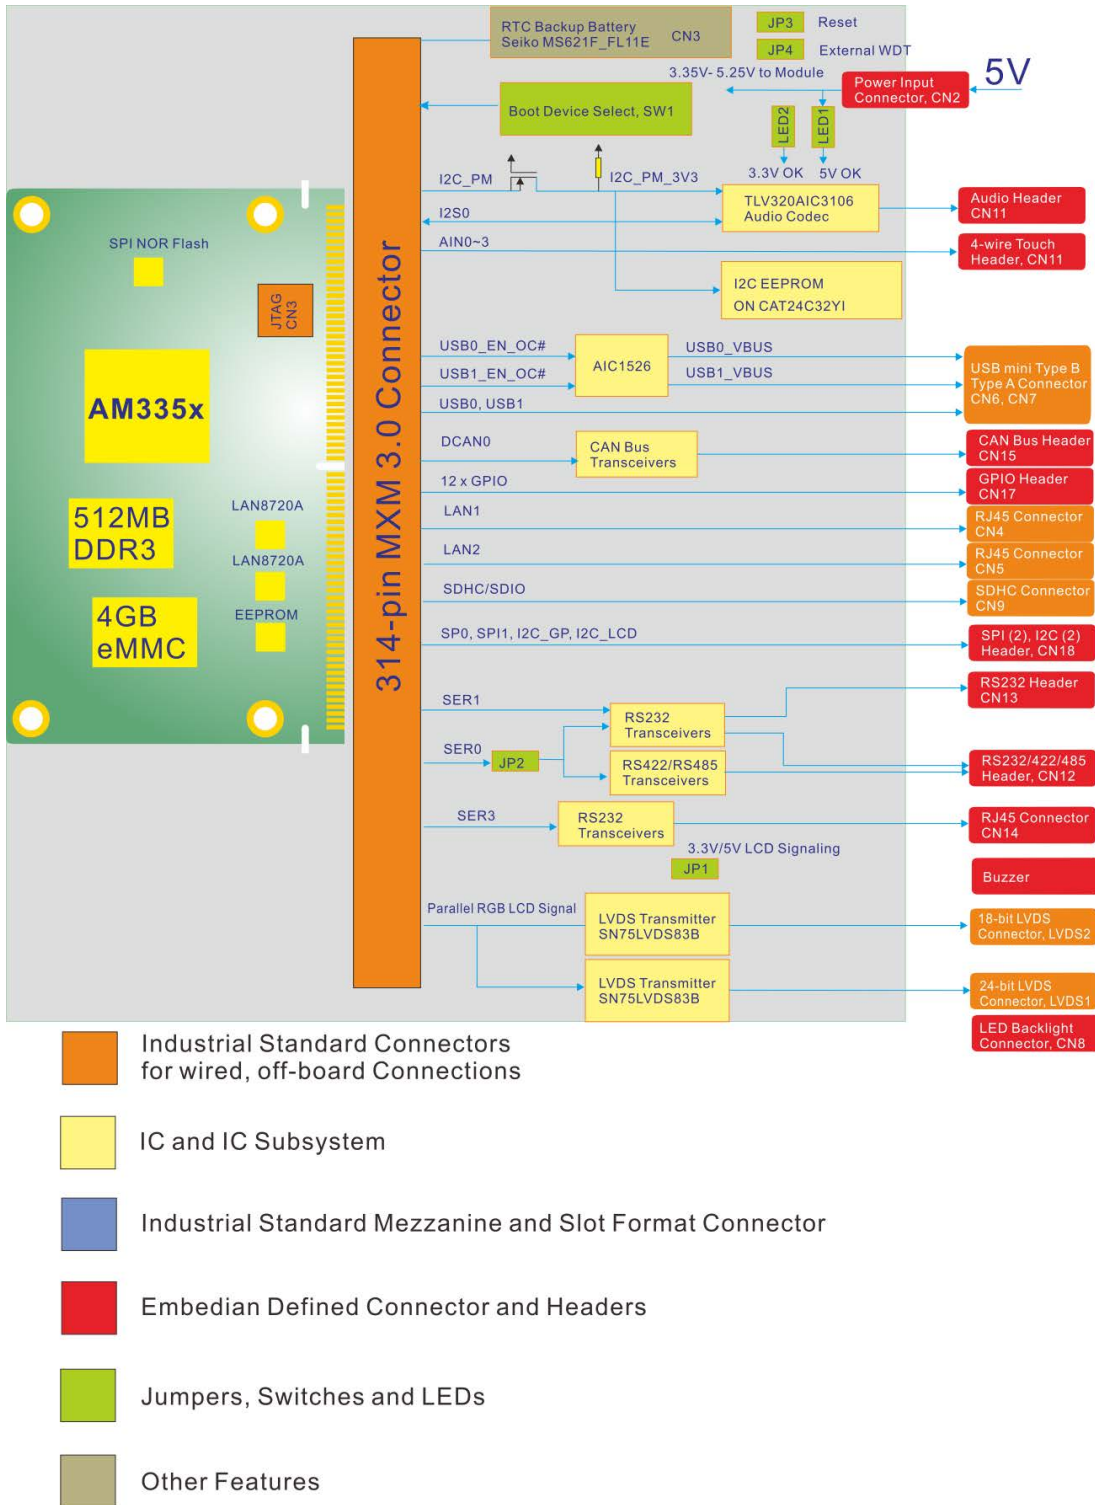 RTC Backup Battery
Seiko MS621F_FL11E
CN3
JP3
Reset
JP4
External WDT
3.35V- 5.25V to Module
Power Input
Connector, CN2
5V
Boot Device Select, SW1
LED2
LED1
3.3V OK
5V OK
I2C_PM
I2C_PM_3V3
TLV320AIC3106
Audio Codec
Audio Header
CN11
I2S0
AIN0~3
4-wire Touch
Header, CN11
I2C EEPROM
ON CAT24C32YI
SPI NOR Flash
JTAG
CN3
AM335x
512MB
DDR3
4GB
eMMC
LAN8720A
LAN8720A
EEPROM
314-pin MXM 3.0 Connector
USB0_EN_OC#
USB1_EN_OC#
USB0, USB1
AIC1526
USB0_VBUS
USB1_VBUS
USB mini Type B
Type A Connector
CN6, CN7
DCAN0
CAN Bus
Transceivers
CAN Bus Header
CN15
12 x GPIO
GPIO Header
CN17
LAN1
RJ45 Connector
CN4
LAN2
RJ45 Connector
CN5
SDHC/SDIO
SDHC Connector
CN9
SP0, SPI1, I2C_GP, I2C_LCD
SPI (2), I2C (2)
Header, CN18
SER1
RS232
Transceivers
RS232 Header
CN13
SER0
JP2
RS422/RS485
Transceivers
RS232/422/485
Header, CN12
SER3
RS232
Transceivers
RJ45 Connector
CN14
3.3V/5V LCD Signaling
JP1
Buzzer
Parallel RGB LCD Signal
LVDS Transmitter
SN75LVDS83B
18-bit LVDS
Connector, LVDS2
LVDS Transmitter
SN75LVDS83B
24-bit LVDS
Connector, LVDS1
LED Backlight
Connector, CN8
Industrial Standard Connectors
for wired, off-board Connections
IC and IC Subsystem
Industrial Standard Mezzanine and Slot Format Connector
Embedian Defined Connector and Headers
Jumpers, Switches and LEDs
Other Features